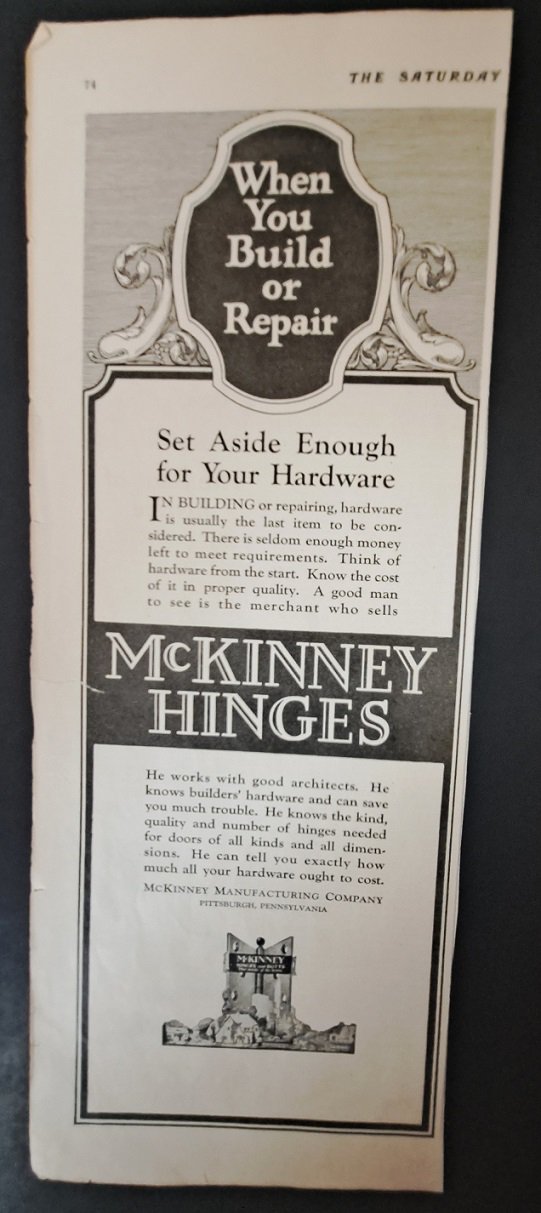 74
THE SATURDAY
When
You
Build
or
Repair
Set Aside Enough
for Your Hardware
IN BUILDING or repairing, hardware
is usually the last item to be con-
sidered. There is seldom enough money
left to meet requirements. Think of
hardware from the start. Know the cost
of it in proper quality. A good man
to see is the merchant who sells
McKINNEY
HINGES
He works with good architects. He
knows builders' hardware and can save
you much trouble. He knows the kind,
quality and number of hinges needed
for doors of all kinds and all dimen-
sions. He can tell you exactly how
much all your hardware ought to cost.
McKINNEY MANUFACTURING COMPANY
PITTSBURGH, PENNSYLVANIA
McKINNEY
HINGES and BUTTS